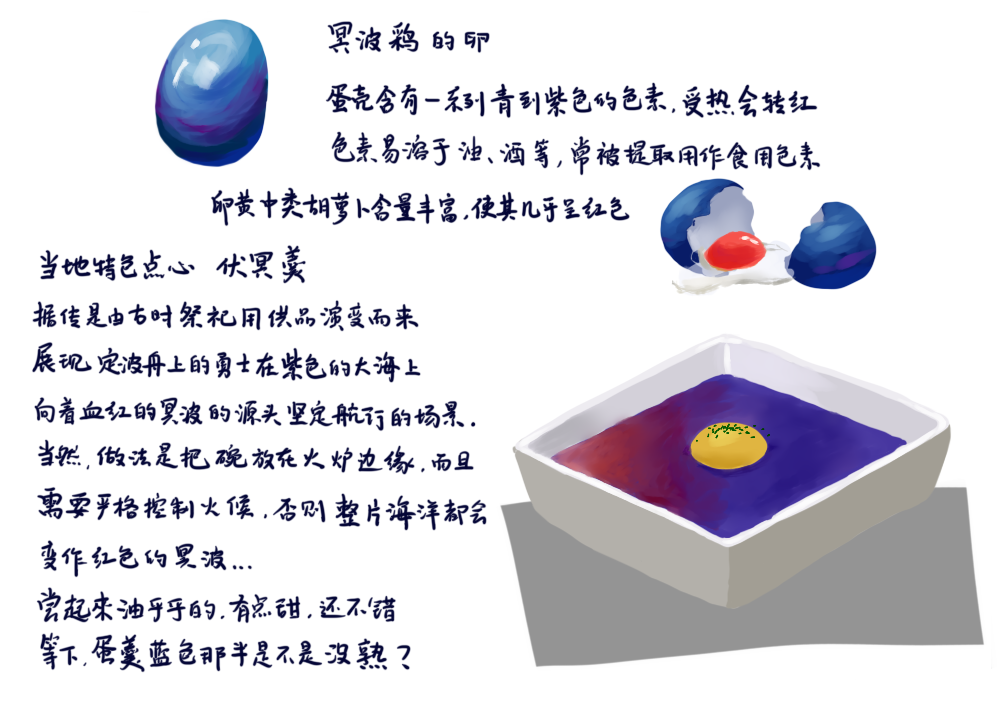 冥波鸡的卵
蛋壳含有一系列青到紫色的色素,受热会转红
色素易溶于油、酒等,常被提取用作食用色素
卵黄中类胡萝卜含量丰富,使其几乎呈红色
当地特色点心 伏冥羹
据传是由古时祭祀用供品演变而来
展现定波舟上的勇士在紫色的大海上
向着血红的冥波的源头坚定航行的场景.
当然,做法是把碗放在火炉边缘,而且
需要严格控制火候,否则整片海洋都会
变作红色的冥波...
尝起来油乎乎的,有点甜,还不错
等下,蛋羹蓝色那半是不是没熟?